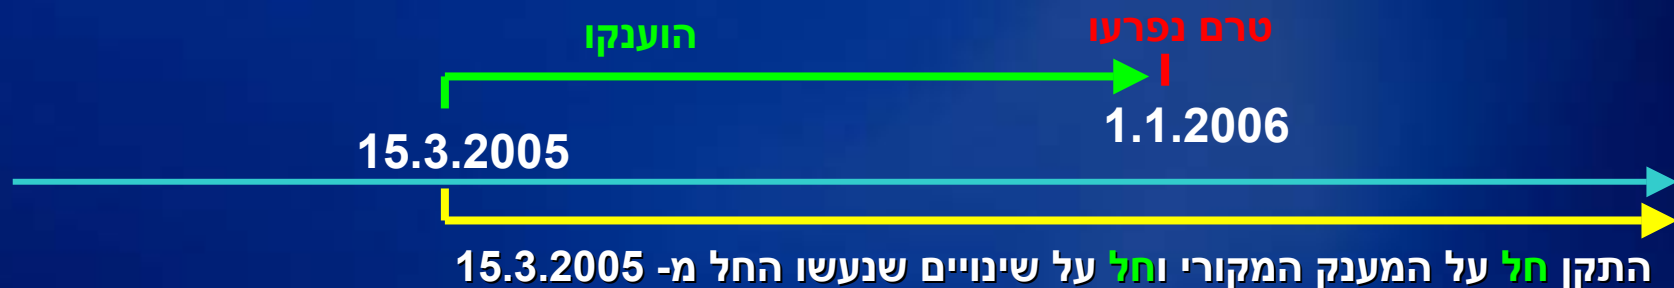 טרם נפרעו
הוענקו
1.1.2006
15.3.2005
התקן חל על המענק המקורי וחל על שינויים שנעשו החל מ- 15.3.2005